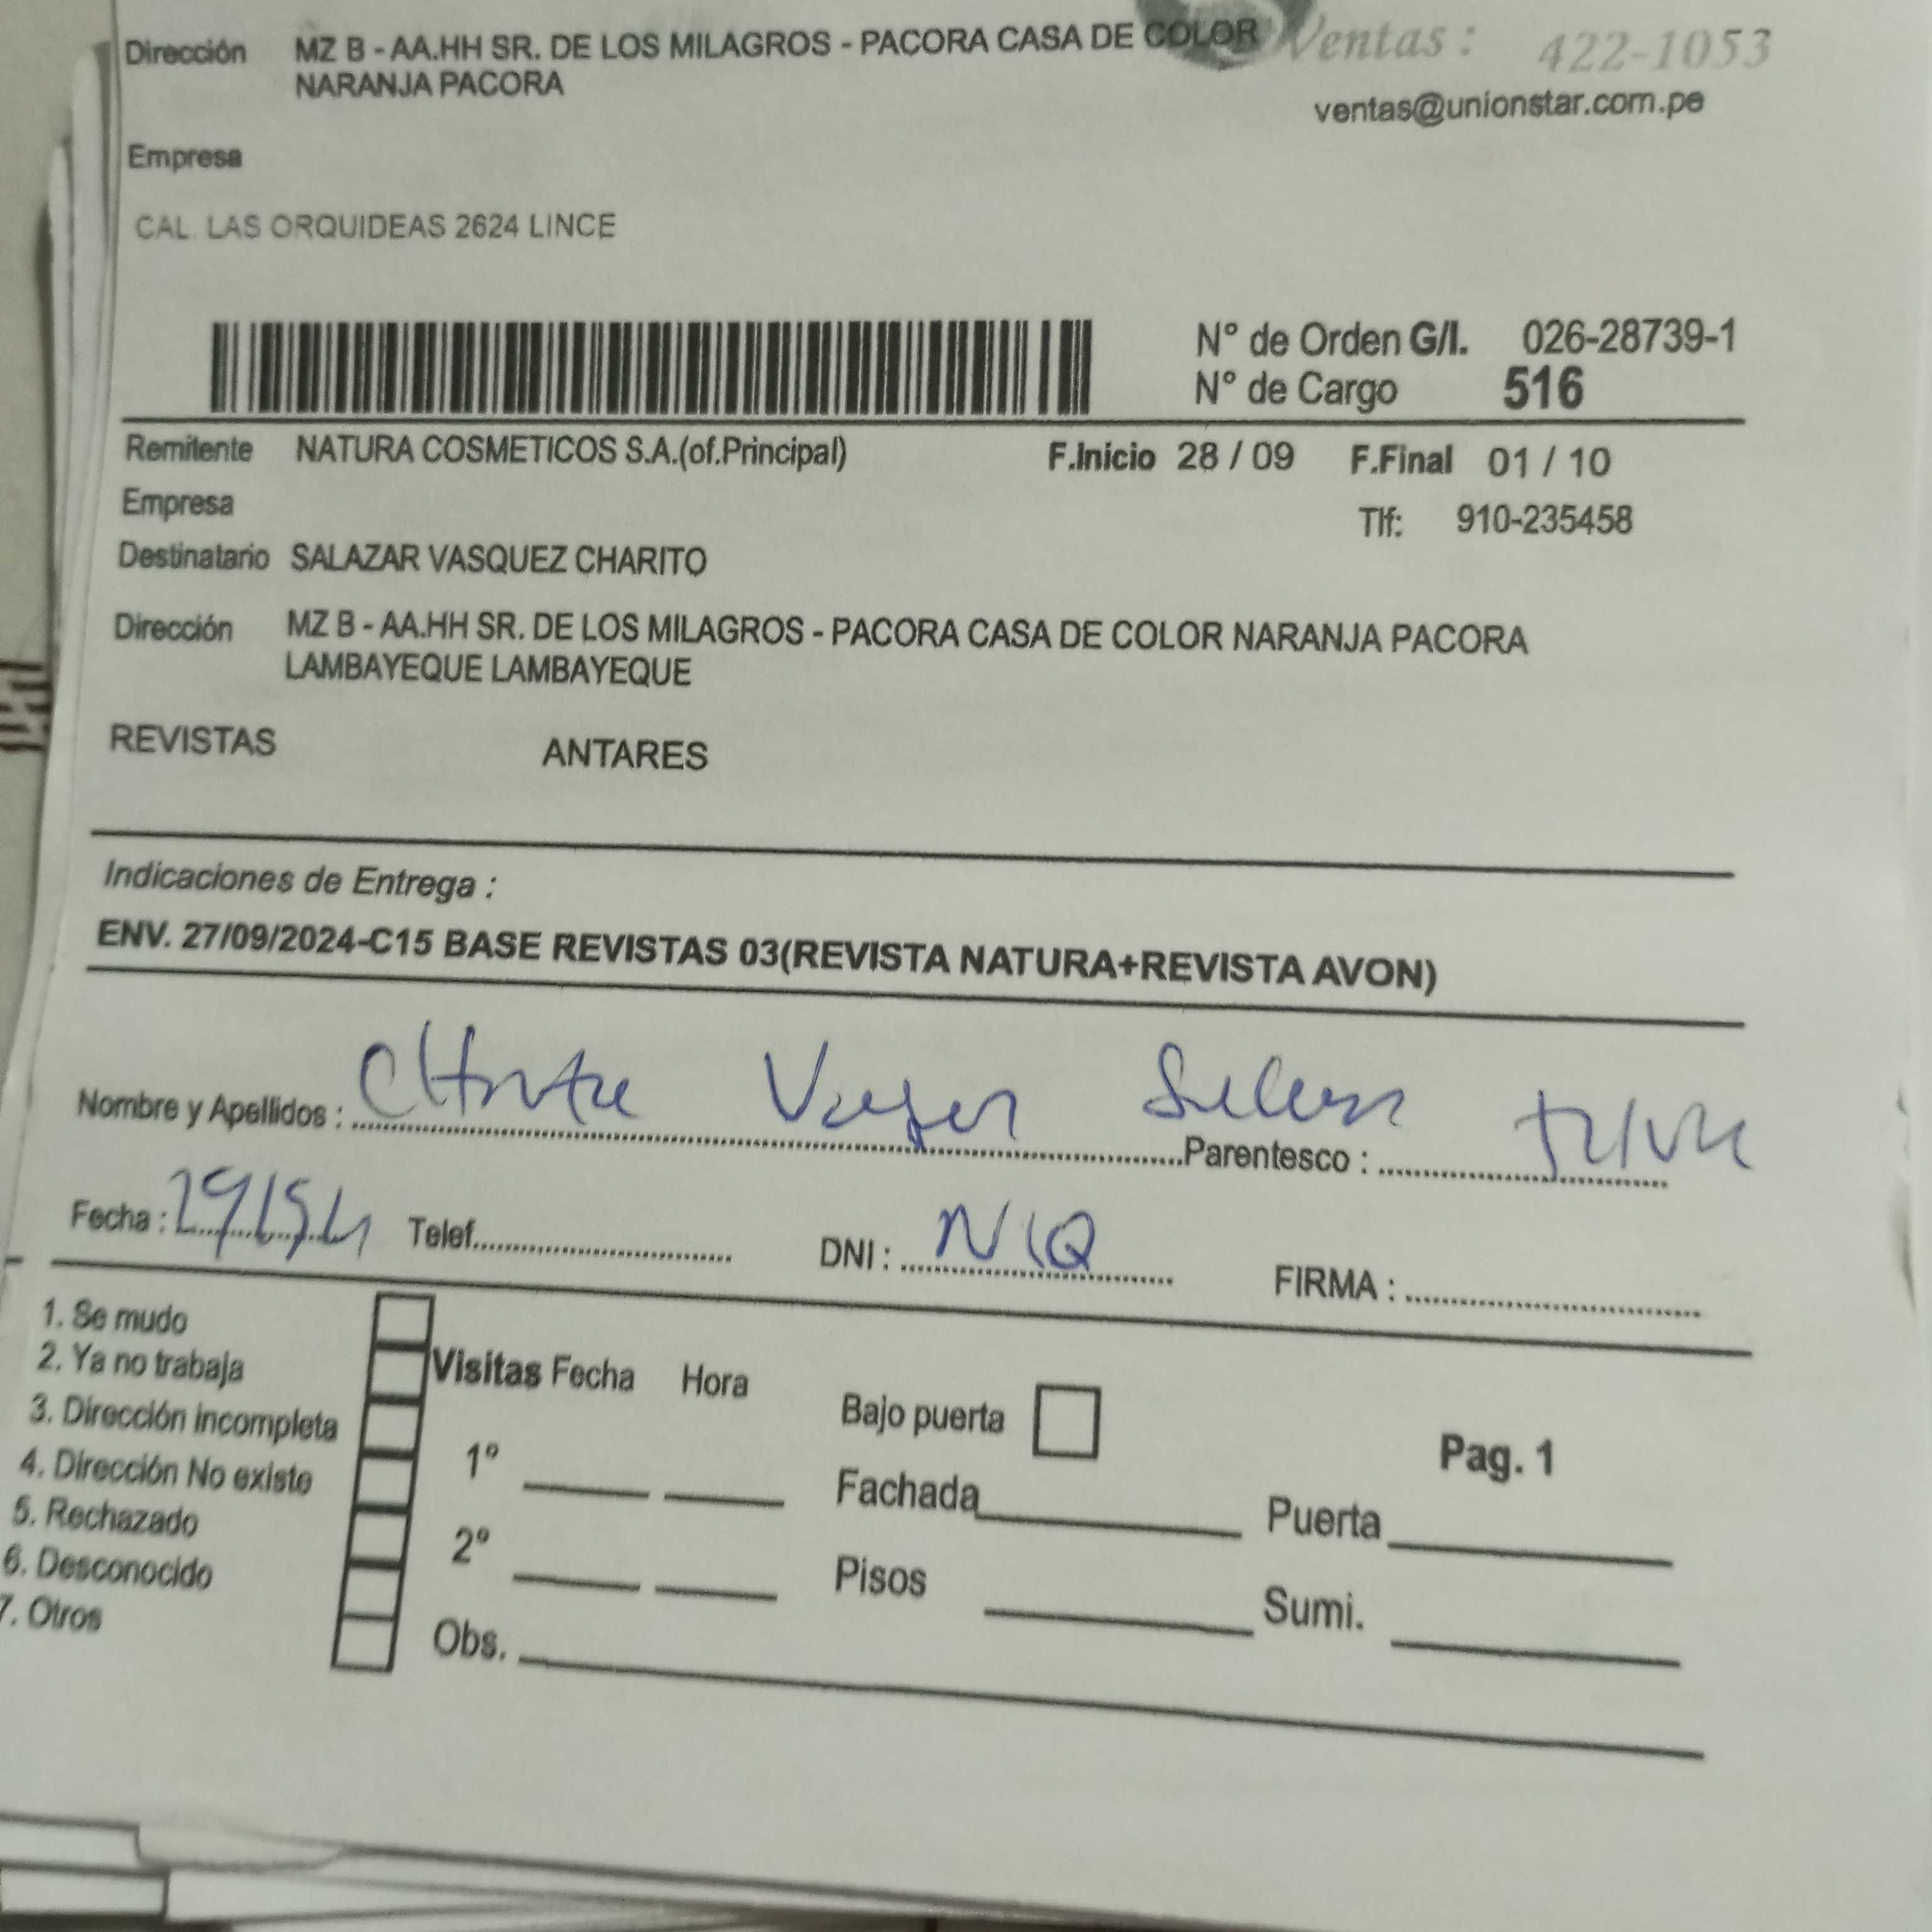 Dirección MZ B - AA.HH SR. DE LOS MILAGROS - PACORA CASA DE COLOR
NARANJA PACORA
Ventas : 422-1053
ventas@unionstar.com.pe
Empresa
CAL. LAS ORQUIDEAS 2624 LINCE
N° de Orden G/I. 026-28739-1
N° de Cargo 516
Remitente NATURA COSMETICOS S.A.(of.Principal) F.Inicio 28 / 09 F.Final 01 / 10
Empresa
Tlf: 910-235458
Destinatario SALAZAR VASQUEZ CHARITO
Dirección MZ B - AA.HH SR. DE LOS MILAGROS - PACORA CASA DE COLOR NARANJA PACORA
LAMBAYEQUE LAMBAYEQUE
REVISTAS ANTARES
Indicaciones de Entrega :
ENV. 27/09/2024-C15 BASE REVISTAS 03(REVISTA NATURA+REVISTA AVON)
Nombre y Apellidos :
Parentesco :
Fecha : Telef. DNI : FIRMA :
1. Se mudo
2. Ya no trabaja
3. Dirección incompleta
4. Dirección No existe
5. Rechazado
6. Desconocido
7. Otros
Visitas Fecha Hora
1°
2°
Obs.
Bajo puerta
Fachada
Pisos
Pag. 1
Puerta
Sumi.